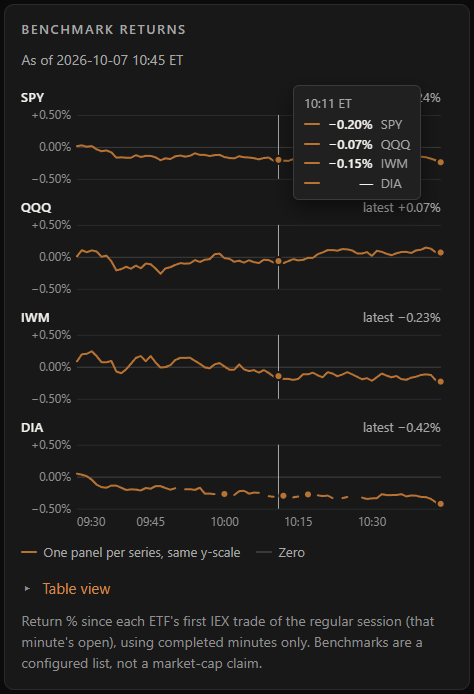 BENCHMARK RETURNS
As of 2026-10-07 10:45 ET
SPY
24%
+0.50%
0.00%
−0.50%
10:11 ET
−0.20% SPY
−0.07% QQQ
−0.15% IWM
— DIA
QQQ
latest +0.07%
+0.50%
0.00%
−0.50%
IWM
latest −0.23%
+0.50%
0.00%
−0.50%
DIA
latest −0.42%
+0.50%
0.00%
−0.50%
09:30 09:45 10:00 10:15 10:30
One panel per series, same y-scale Zero
Table view
Return % since each ETF's first IEX trade of the regular session (that
minute's open), using completed minutes only. Benchmarks are a
configured list, not a market-cap claim.